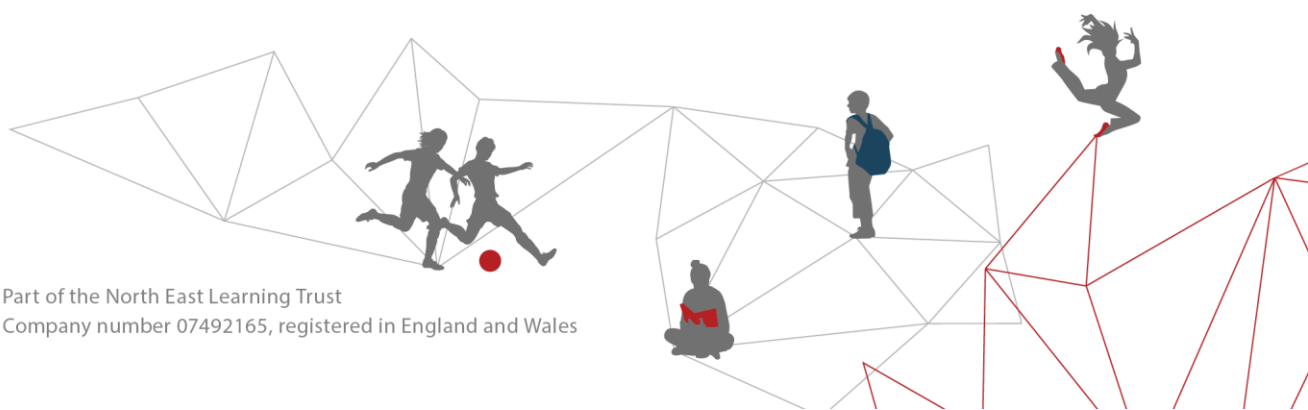 Part of the North East Learning Trust
Company number 07492165, registered in England and Wales